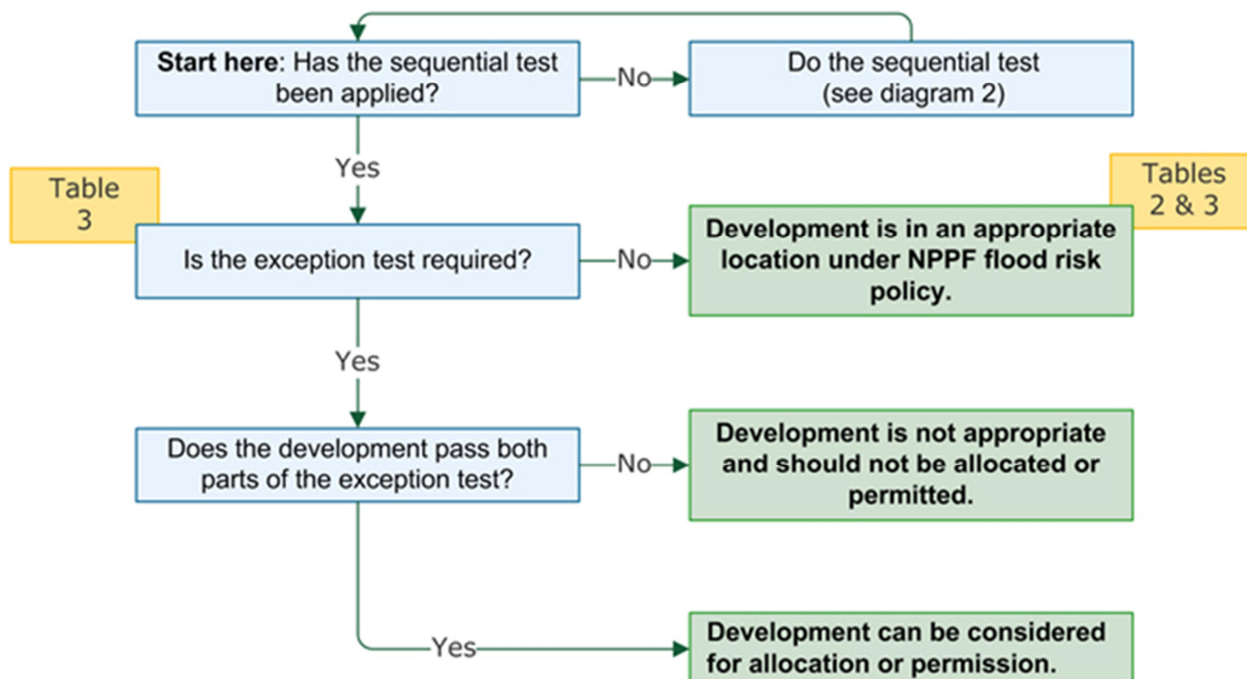 Start here: Has the sequential test
been applied?
No
Do the sequential test
(see diagram 2)
Yes
Table
3
Tables
2 & 3
Is the exception test required?
No
Development is in an appropriate
location under NPPF flood risk
policy.
Yes
Does the development pass both
parts of the exception test?
No
Development is not appropriate
and should not be allocated or
permitted.
Yes
Development can be considered
for allocation or permission.